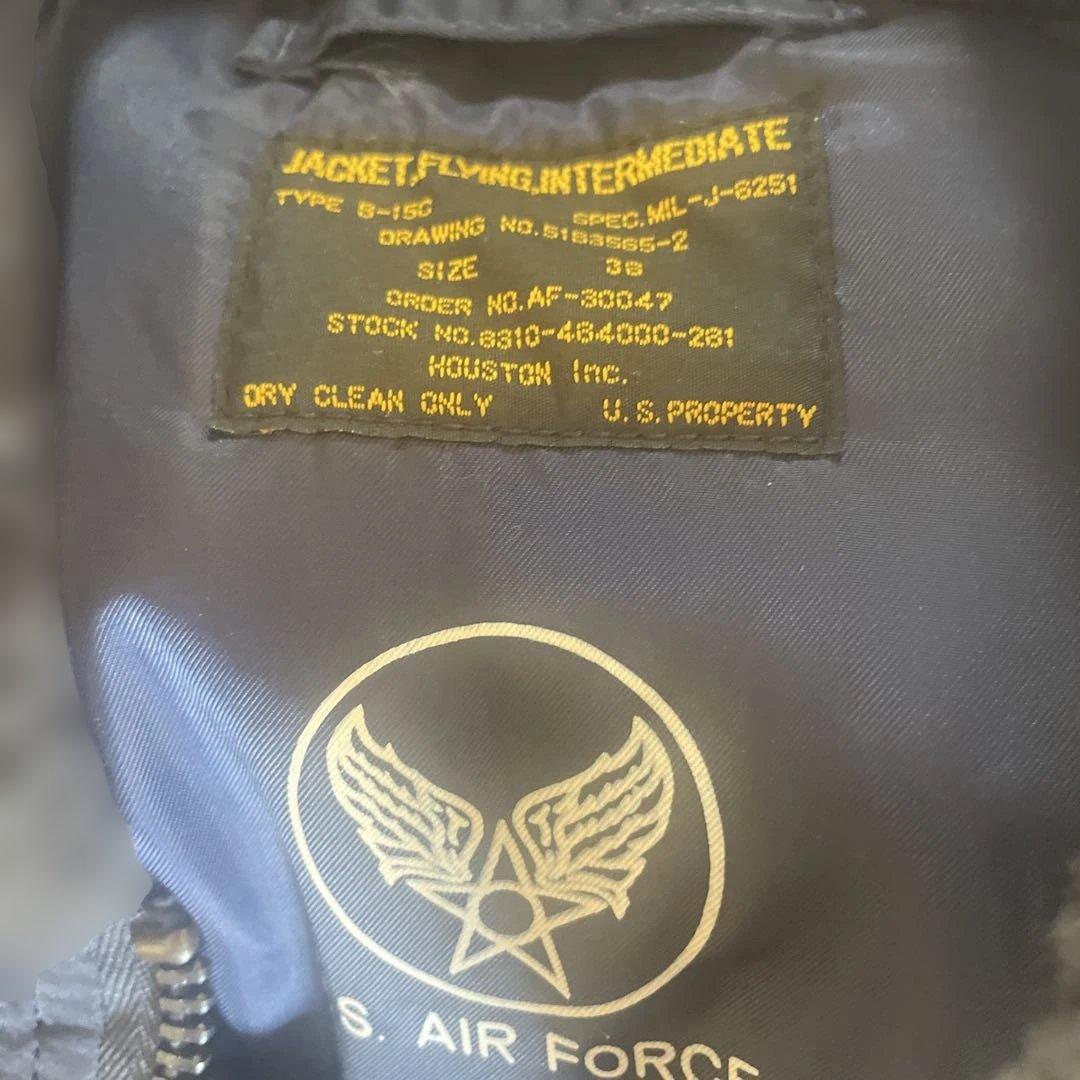 JACKET,FLYING,INTERMEDIATE
TYPE B-15C SPEC.MIL-J-6251
DRAWING NO.5183565-2
SIZE 38
ORDER NO.AF-30047
STOCK NO.8310-484000-281
HOUSTON Inc.
DRY CLEAN ONLY U.S.PROPERTY
S. AIR FORCE